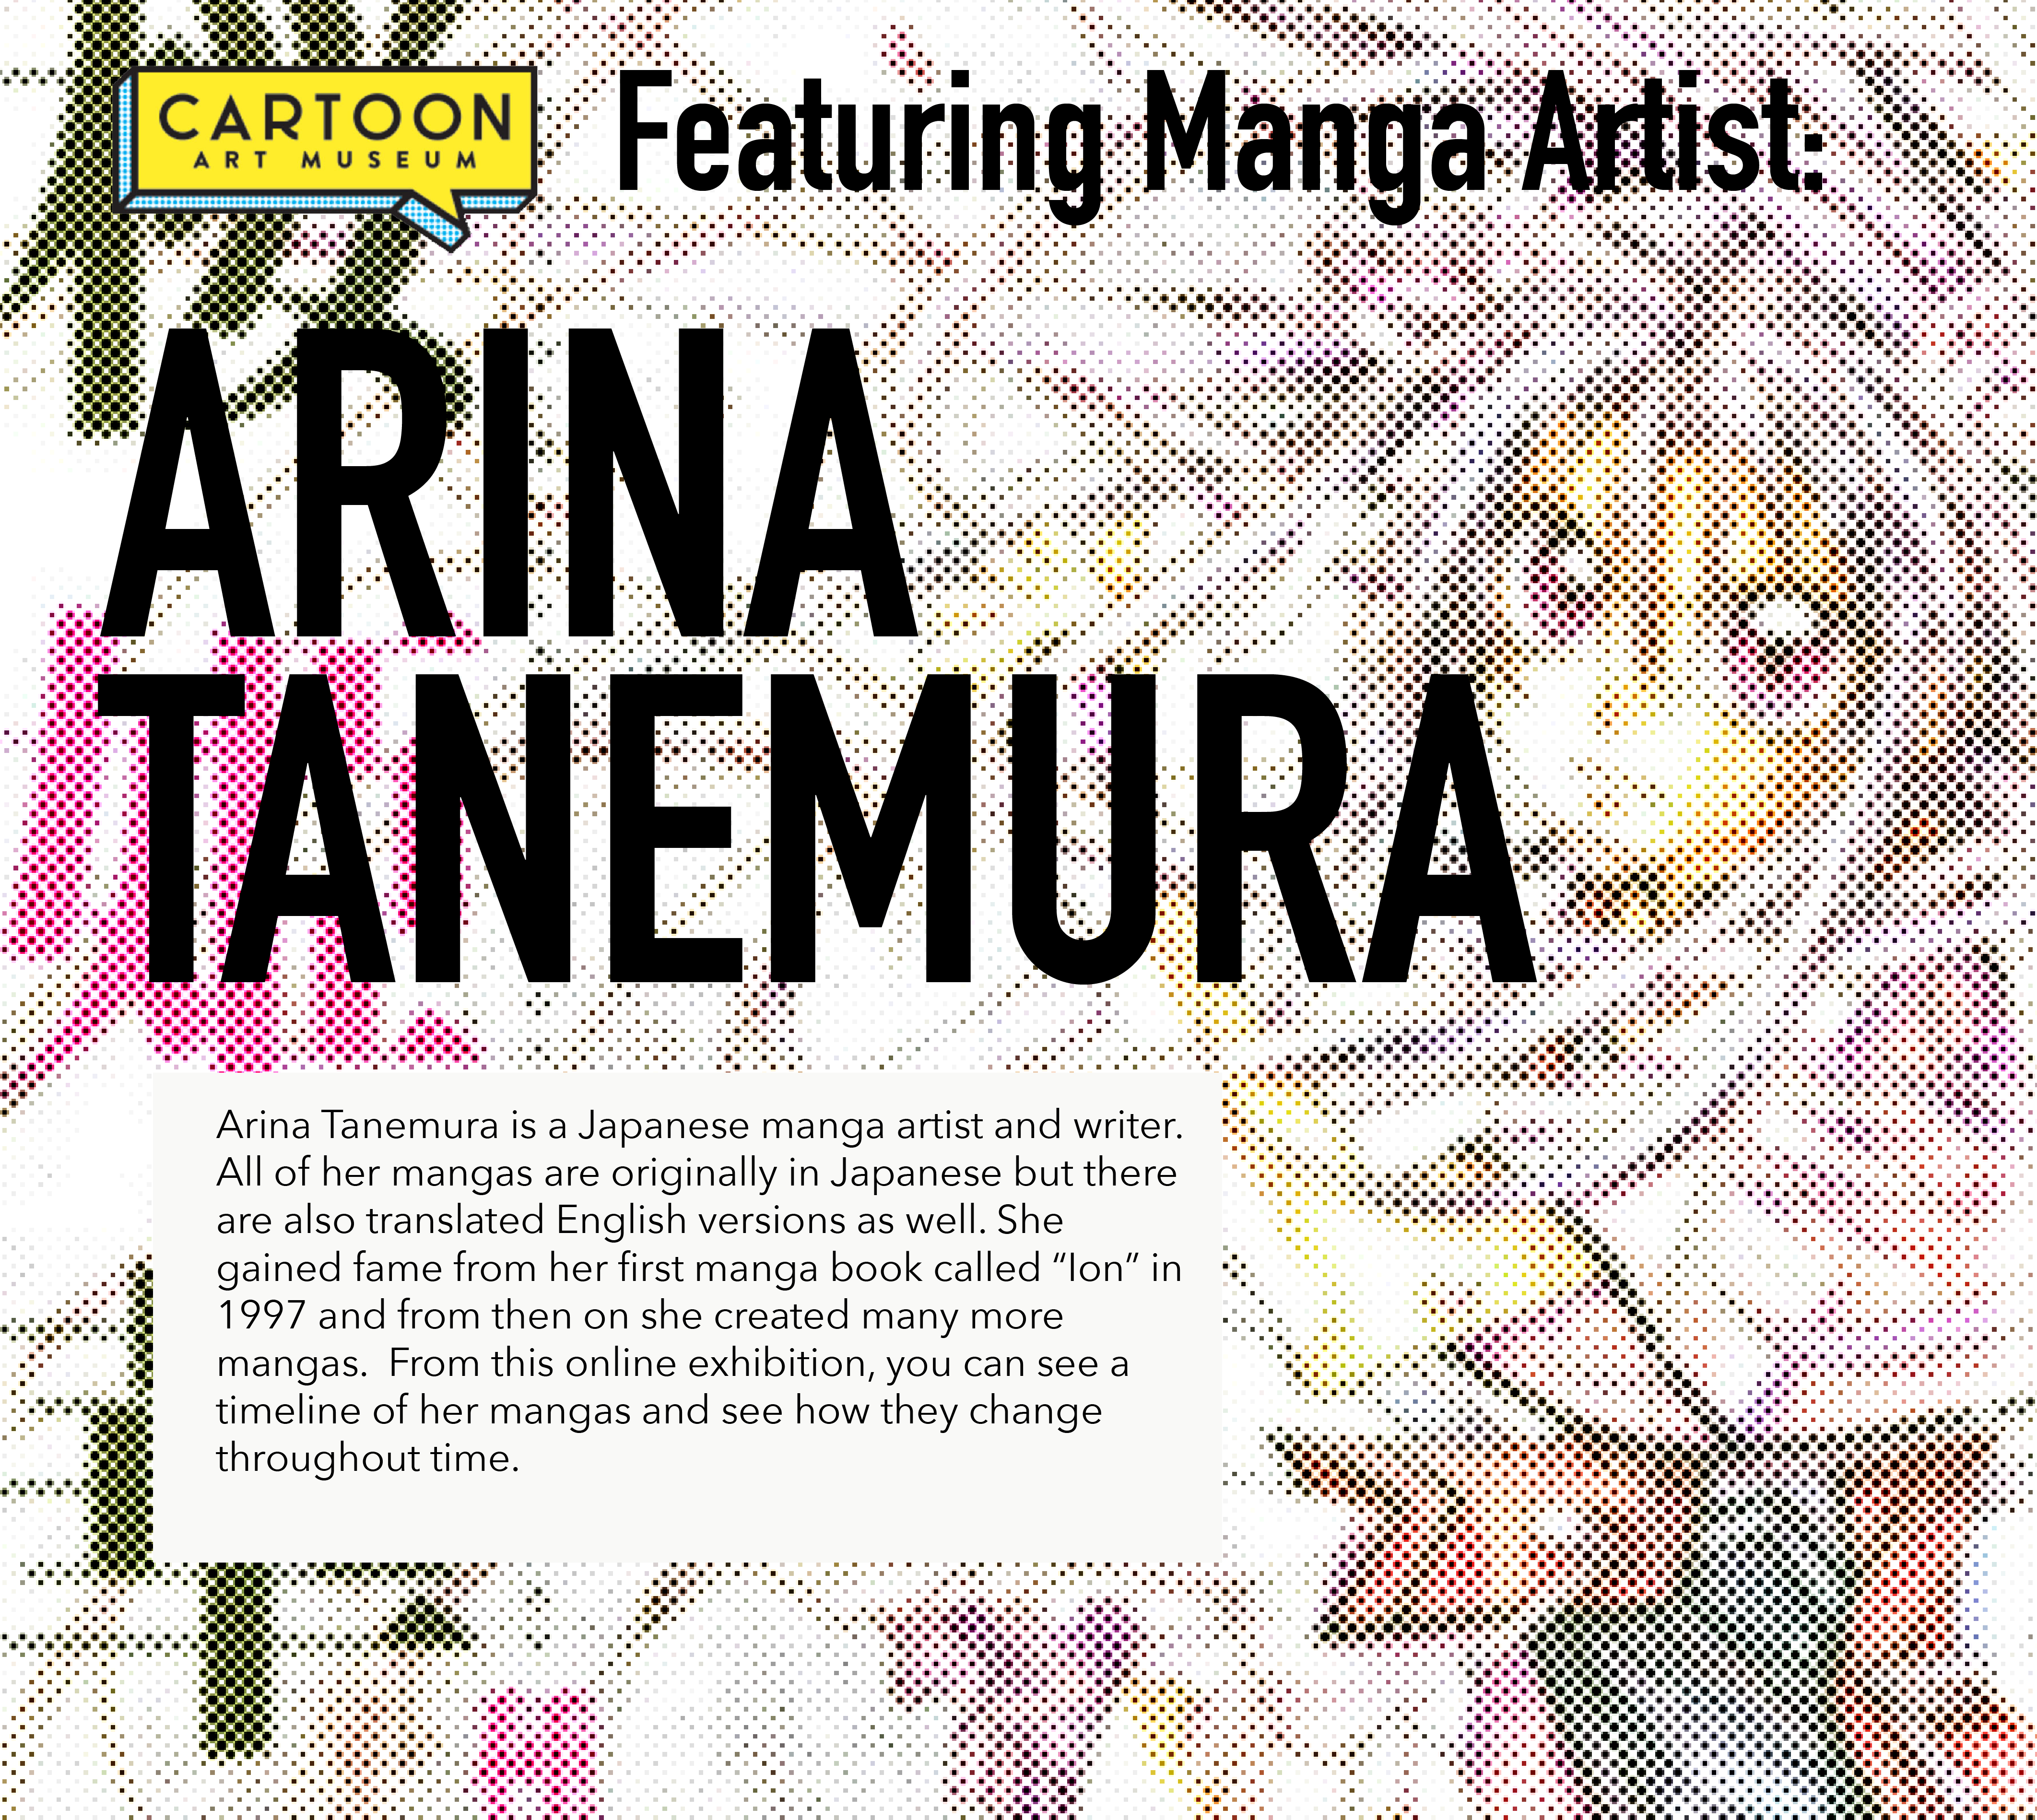 CARTOON
ART MUSEUM
Featuring Manga Artist:
ARINA
TANEMURA
Arina Tanemura is a Japanese manga artist and writer.
All of her mangas are originally in Japanese but there
are also translated English versions as well. She
gained fame from her first manga book called “Ion” in
1997 and from then on she created many more
mangas.  From this online exhibition, you can see a
timeline of her mangas and see how they change
throughout time.